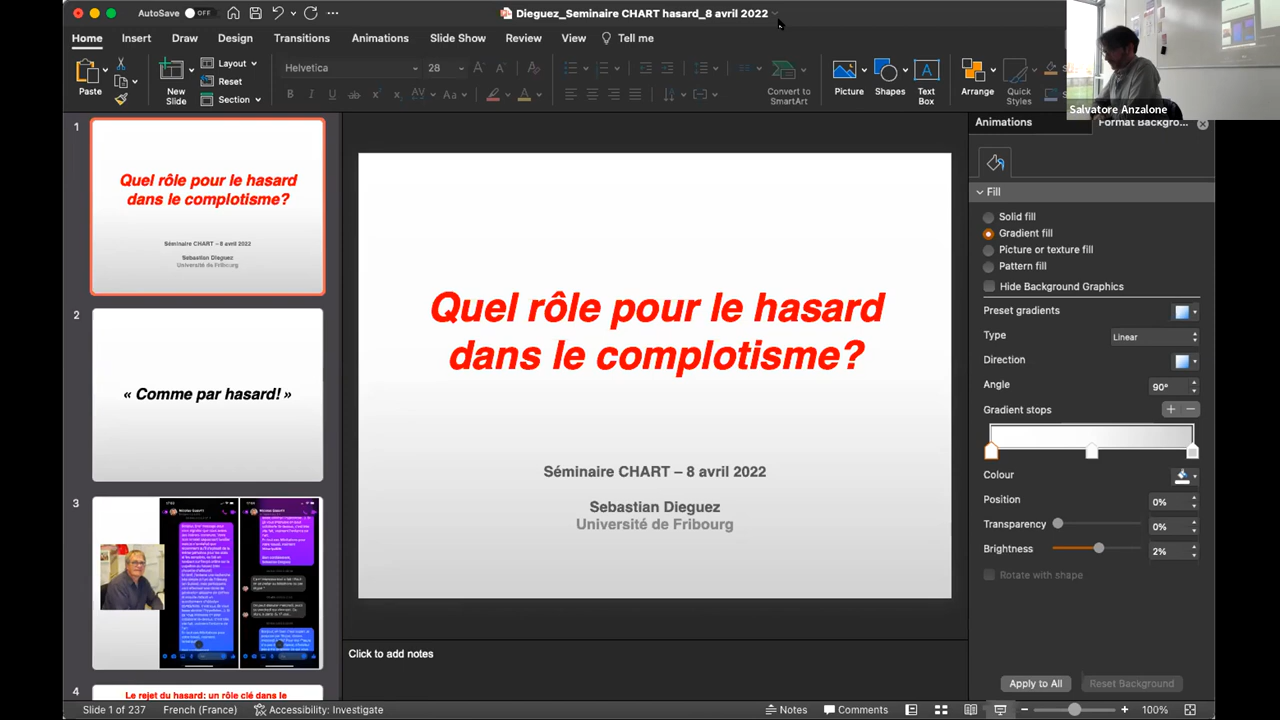 AutoSave OFF
Dieguez_Seminaire CHART hasard_8 avril 2022
Home Insert Draw Design Transitions Animations Slide Show Review View Tell me
Paste
New Slide
Layout
Reset
Section
Helvetica 28
Convert to SmartArt
Picture
Shapes
Text Box
Arrange
Quick Styles
Salvatore Anzalone
Animations Format Backgro...
1
Quel rôle pour le hasard
dans le complotisme?
Séminaire CHART – 8 avril 2022
Sebastian Dieguez
Université de Fribourg
2
« Comme par hasard! »
3
4
Le rejet du hasard: un rôle clé dans le
Quel rôle pour le hasard
dans le complotisme?
Séminaire CHART – 8 avril 2022
Sebastian Dieguez
Université de Fribourg
Click to add notes
Fill
Solid fill
Gradient fill
Picture or texture fill
Pattern fill
Hide Background Graphics
Preset gradients
Type Linear
Direction
Angle 90°
Gradient stops
Colour
Position 0%
Transparency 0%
Brightness 2%
Rotate with shape
Apply to All Reset Background
Slide 1 of 237 French (France) Accessibility: Investigate Notes Comments 100%